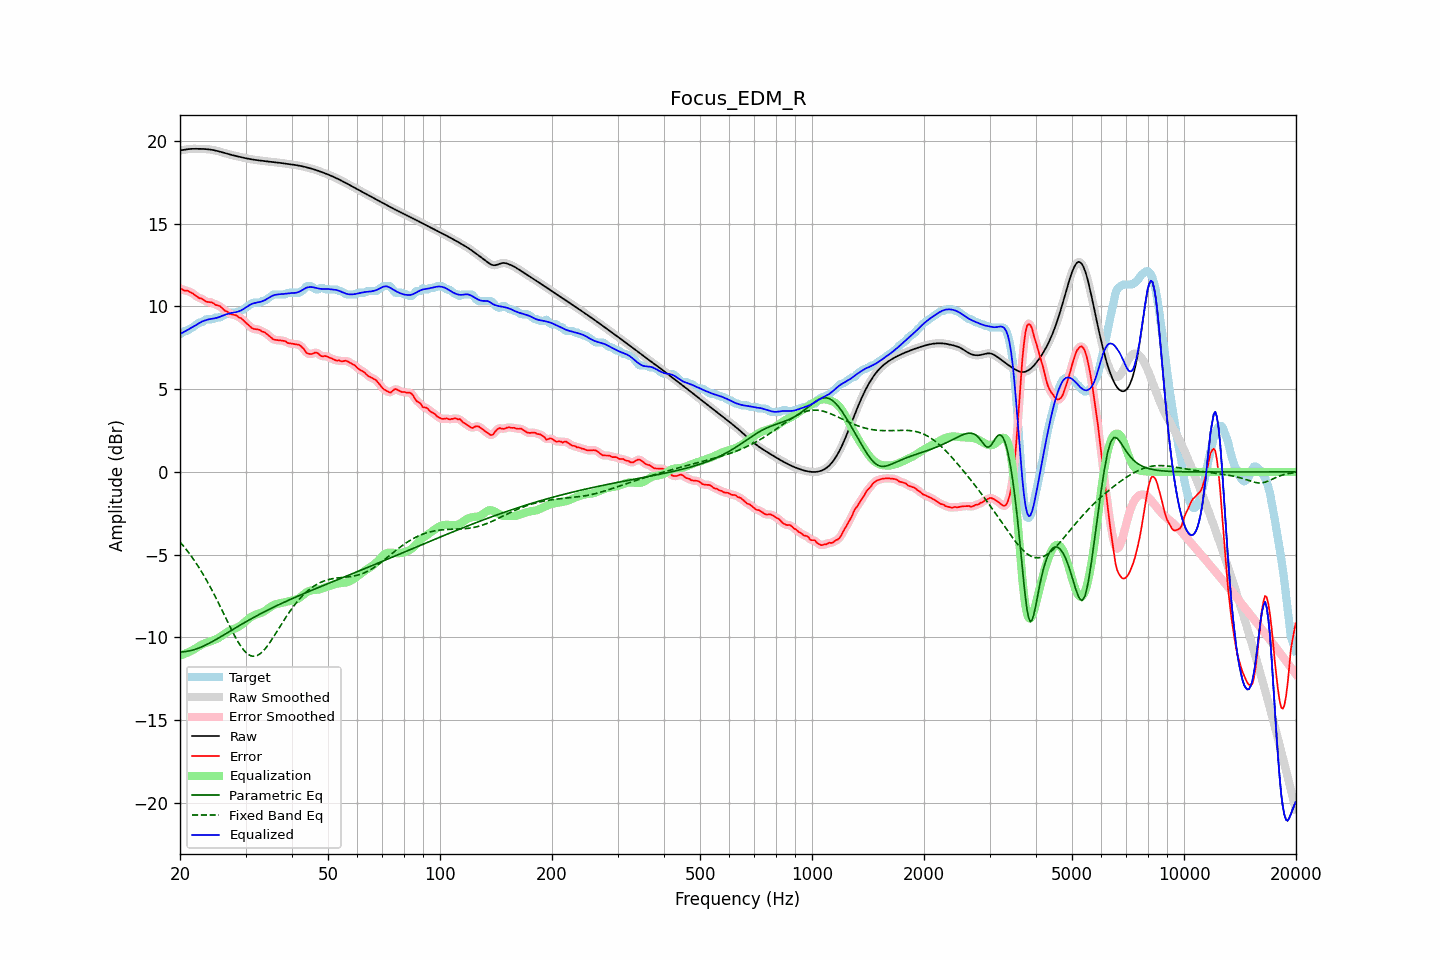 Focus_EDM_R
Amplitude (dBr)
20
15
10
5
0
−5
−10
−15
−20
Target
Raw Smoothed
Error Smoothed
Raw
Error
Equalization
Parametric Eq
Fixed Band Eq
Equalized
20 50 100 200 500 1000 2000 5000 10000 20000
Frequency (Hz)